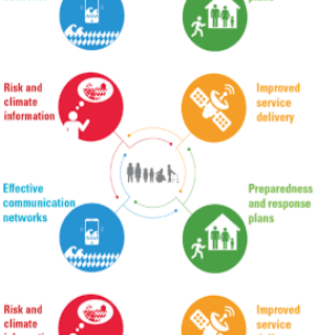 plans
Risk and
climate
information
Improved
service
delivery
Effective
communication
networks
Preparedness
and response
plans
Risk and
climate
Improved
service